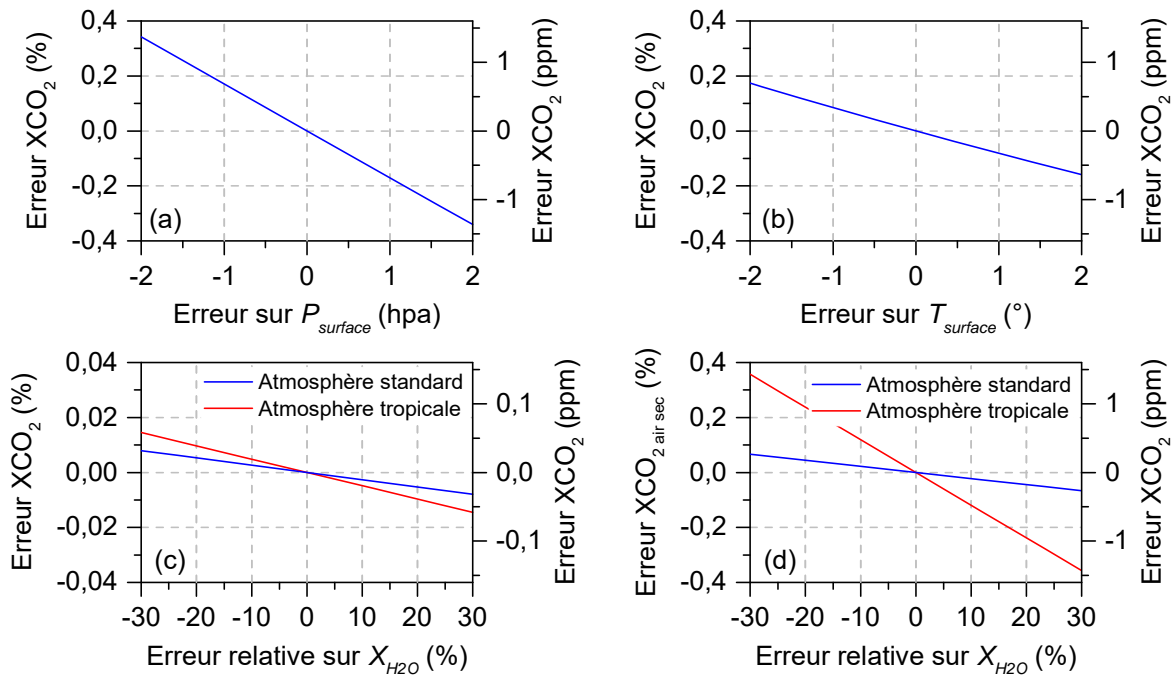 Erreur XCO2 (%)
0,4
0,2
0,0
-0,2
-0,4
(a)
1
0
-1
Erreur XCO2 (ppm)
-2 -1 0 1 2
Erreur sur Psurface (hpa)
Erreur XCO2 (%)
0,4
0,2
0,0
-0,2
-0,4
(b)
1
0
-1
Erreur XCO2 (ppm)
-2 -1 0 1 2
Erreur sur Tsurface (°)
Erreur XCO2 (%)
0,04
0,02
0,00
-0,02
-0,04
Atmosphère standard
Atmosphère tropicale
(c)
0,1
0,0
-0,1
Erreur XCO2 (ppm)
-30 -20 -10 0 10 20 30
Erreur relative sur XH2O (%)
Erreur XCO2 air sec (%)
0,4
0,2
0,0
-0,2
-0,4
Atmosphère standard
Atmosphère tropicale
(d)
1
0
-1
Erreur XCO2 (ppm)
-30 -20 -10 0 10 20 30
Erreur relative sur XH2O (%)